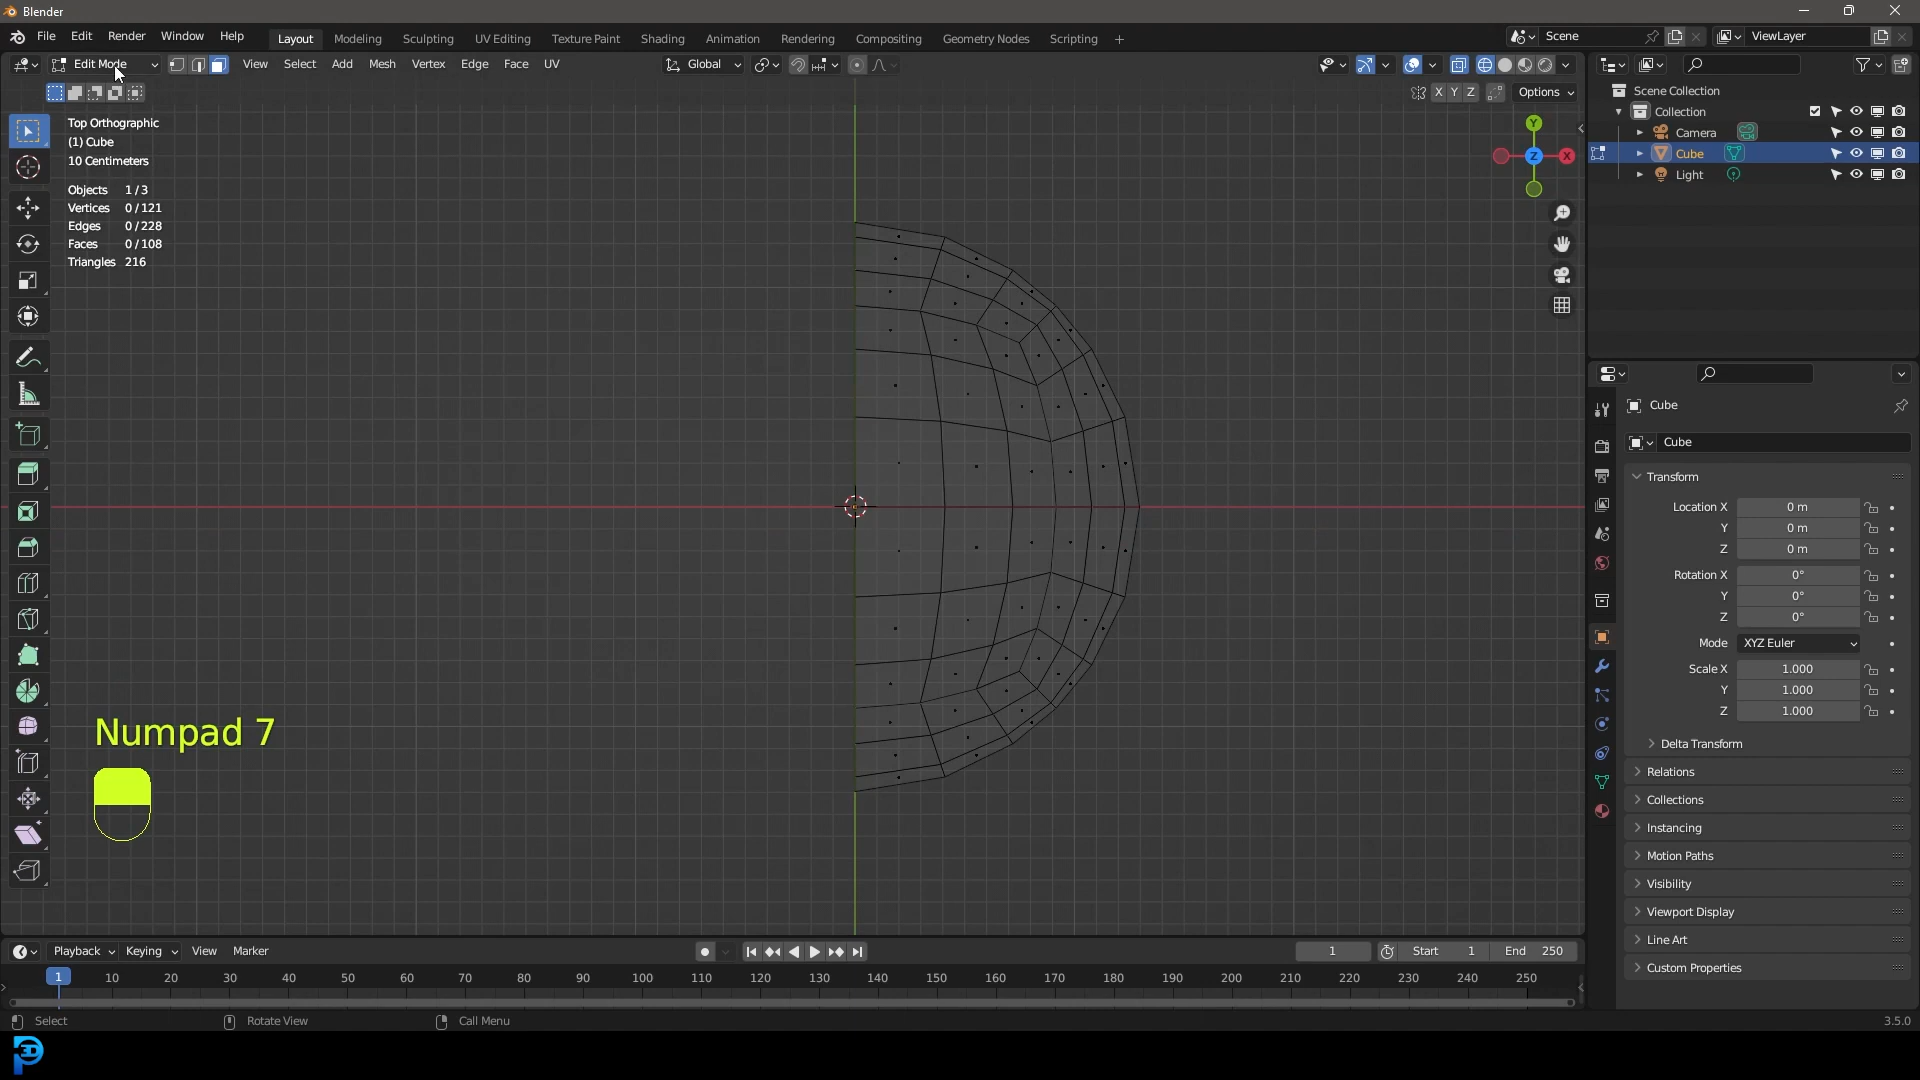 Blender
File Edit Render Window Help Layout Modeling Sculpting UV Editing Texture Paint Shading Animation Rendering Compositing Geometry Nodes Scripting + Scene ViewLayer
Edit Mode View Select Add Mesh Vertex Edge Face UV Global
X Y Z Options
Top Orthographic
(1) Cube
10 Centimeters
Objects 1/3
Vertices 0/121
Edges 0/228
Faces 0/108
Triangles 216
Y
Z X
Numpad 7
Scene Collection
Collection
Camera
Cube
Light
Cube
Cube
Transform
Location X 0 m
Y 0 m
Z 0 m
Rotation X 0°
Y 0°
Z 0°
Mode XYZ Euler
Scale X 1.000
Y 1.000
Z 1.000
Delta Transform
Relations
Collections
Instancing
Motion Paths
Visibility
Viewport Display
Line Art
Custom Properties
Playback Keying View Marker 1 Start 1 End 250
1 10 20 30 40 50 60 70 80 90 100 110 120 130 140 150 160 170 180 190 200 210 220 230 240 250
Select Rotate View Call Menu 3.5.0
3D